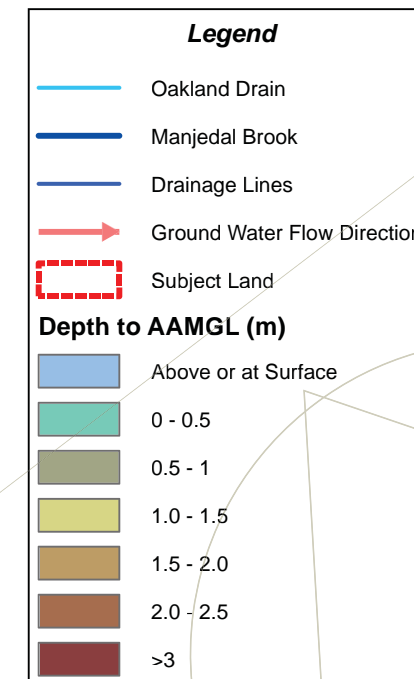 Legend
Oakland Drain
Manjedal Brook
Drainage Lines
Ground Water Flow Direction
Subject Land
Depth to AAMGL (m)
Above or at Surface
0 - 0.5
0.5 - 1
1.0 - 1.5
1.5 - 2.0
2.0 - 2.5
>3